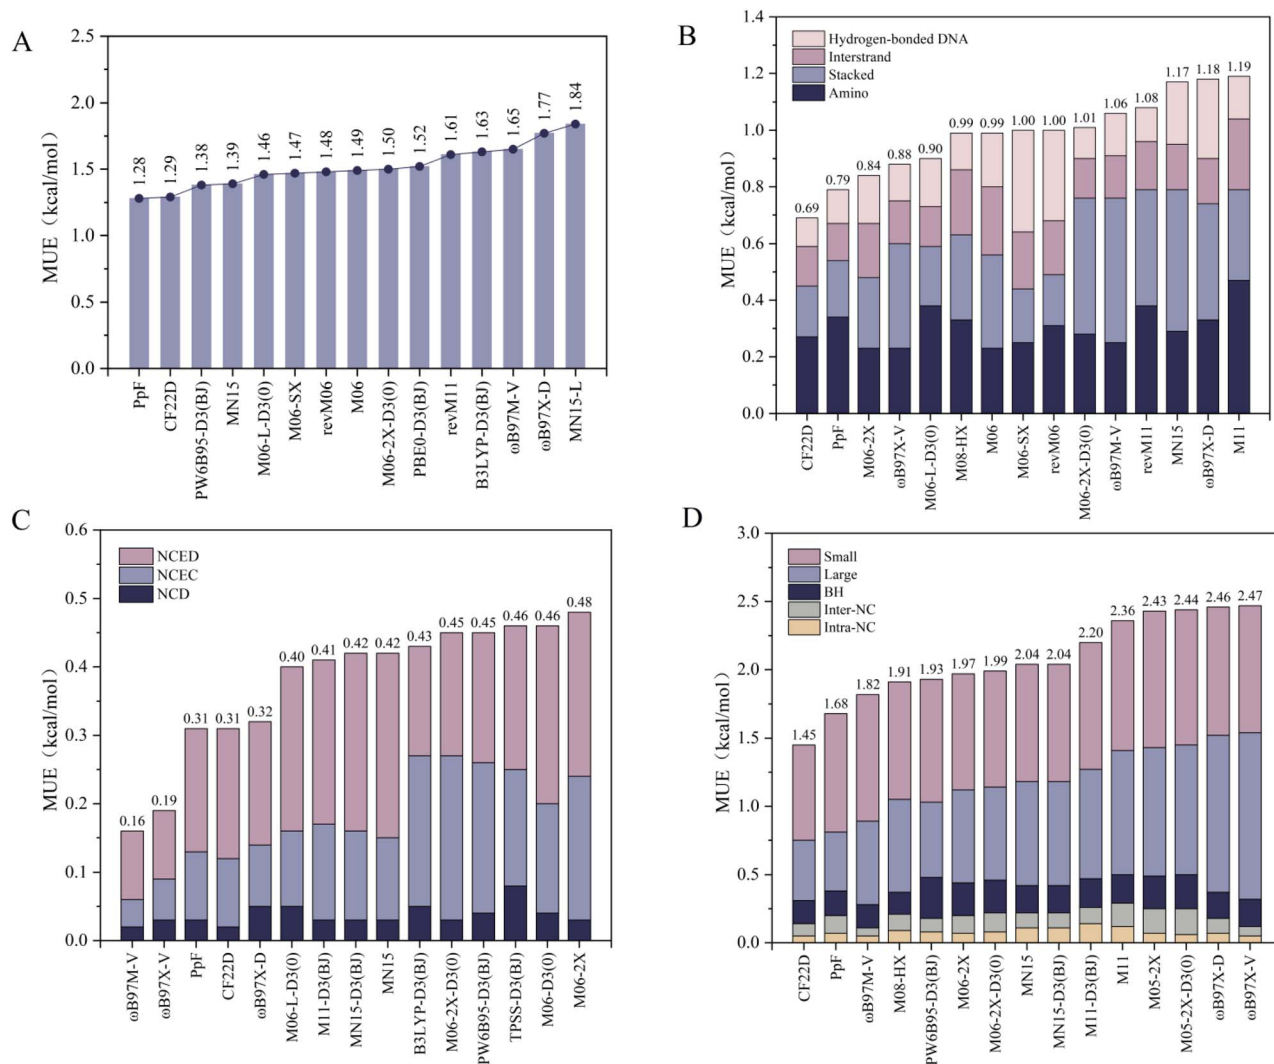 A
MUE（kcal/mol）
2.5
2.0
1.5
1.0
0.5
0.0
1.28
1.29
1.38
1.39
1.46
1.47
1.48
1.49
1.50
1.52
1.61
1.63
1.65
1.77
1.84
PpF
CF22D
PW6B95-D3(BJ)
MN15
M06-L-D3(0)
M06-SX
revM06
M06
M06-2X-D3(0)
PBE0-D3(BJ)
revM11
B3LYP-D3(BJ)
ωB97M-V
ωB97X-D
MN15-L
B
MUE（kcal/mol）
1.4
1.2
1.0
0.8
0.6
0.4
0.2
0.0
Hydrogen-bonded DNA
Interstrand
Stacked
Amino
0.69
0.79
0.84
0.88
0.90
0.99
0.99
1.00
1.00
1.01
1.06
1.08
1.17
1.18
1.19
CF22D
PpF
M06-2X
ωB97X-V
M06-L-D3(0)
M08-HX
M06
M06-SX
revM06
M06-2X-D3(0)
ωB97M-V
revM11
MN15
ωB97X-D
M11
C
MUE（kcal/mol）
0.6
0.5
0.4
0.3
0.2
0.1
0.0
NCED
NCEC
NCD
0.16
0.19
0.31
0.31
0.32
0.40
0.41
0.42
0.42
0.43
0.45
0.45
0.46
0.46
0.48
ωB97M-V
ωB97X-V
PpF
CF22D
ωB97X-D
M06-L-D3(0)
M11-D3(BJ)
MN15-D3(BJ)
MN15
B3LYP-D3(BJ)
M06-2X-D3(0)
PW6B95-D3(BJ)
TPSS-D3(BJ)
M06-D3(0)
M06-2X
D
MUE（kcal/mol）
3.0
2.5
2.0
1.5
1.0
0.5
0.0
Small
Large
BH
Inter-NC
Intra-NC
1.45
1.68
1.82
1.91
1.93
1.97
1.99
2.04
2.04
2.20
2.36
2.43
2.44
2.46
2.47
CF22D
PpF
ωB97M-V
M08-HX
PW6B95-D3(BJ)
M06-2X
M06-2X-D3(0)
MN15
MN15-D3(BJ)
M11-D3(BJ)
M11
M05-2X
M05-2X-D3(0)
ωB97X-D
ωB97X-V